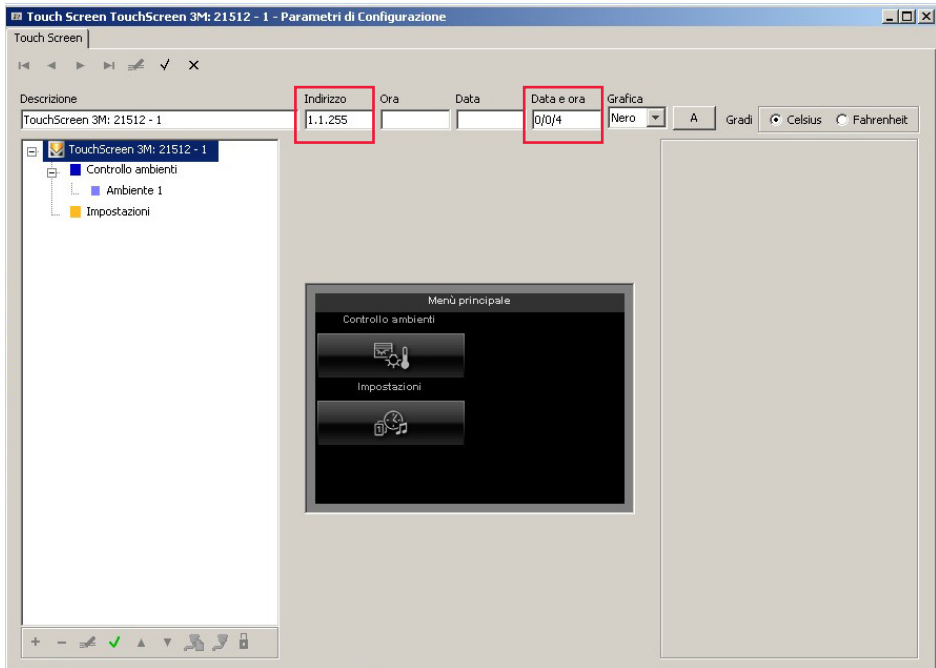 Touch Screen TouchScreen 3M: 21512 - 1 - Parametri di Configurazione
Touch Screen
Descrizione Indirizzo Ora Data Data e ora Grafica
TouchScreen 3M: 21512 - 1 1.1.255 0/0/4 Nero A Gradi Celsius Fahrenheit
TouchScreen 3M: 21512 - 1
Controllo ambienti
Ambiente 1
Impostazioni
Menù principale
Controllo ambienti
Impostazioni